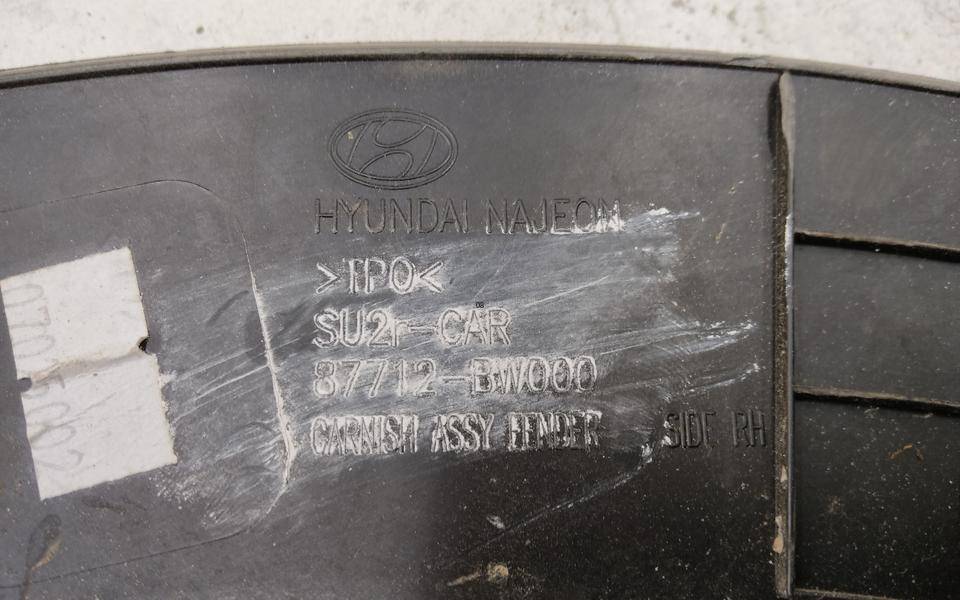 HYUNDAI NAJEON
>TPO<
SU2r-CAR
87712-BW000
GARNISH ASSY FENDER SIDE RH